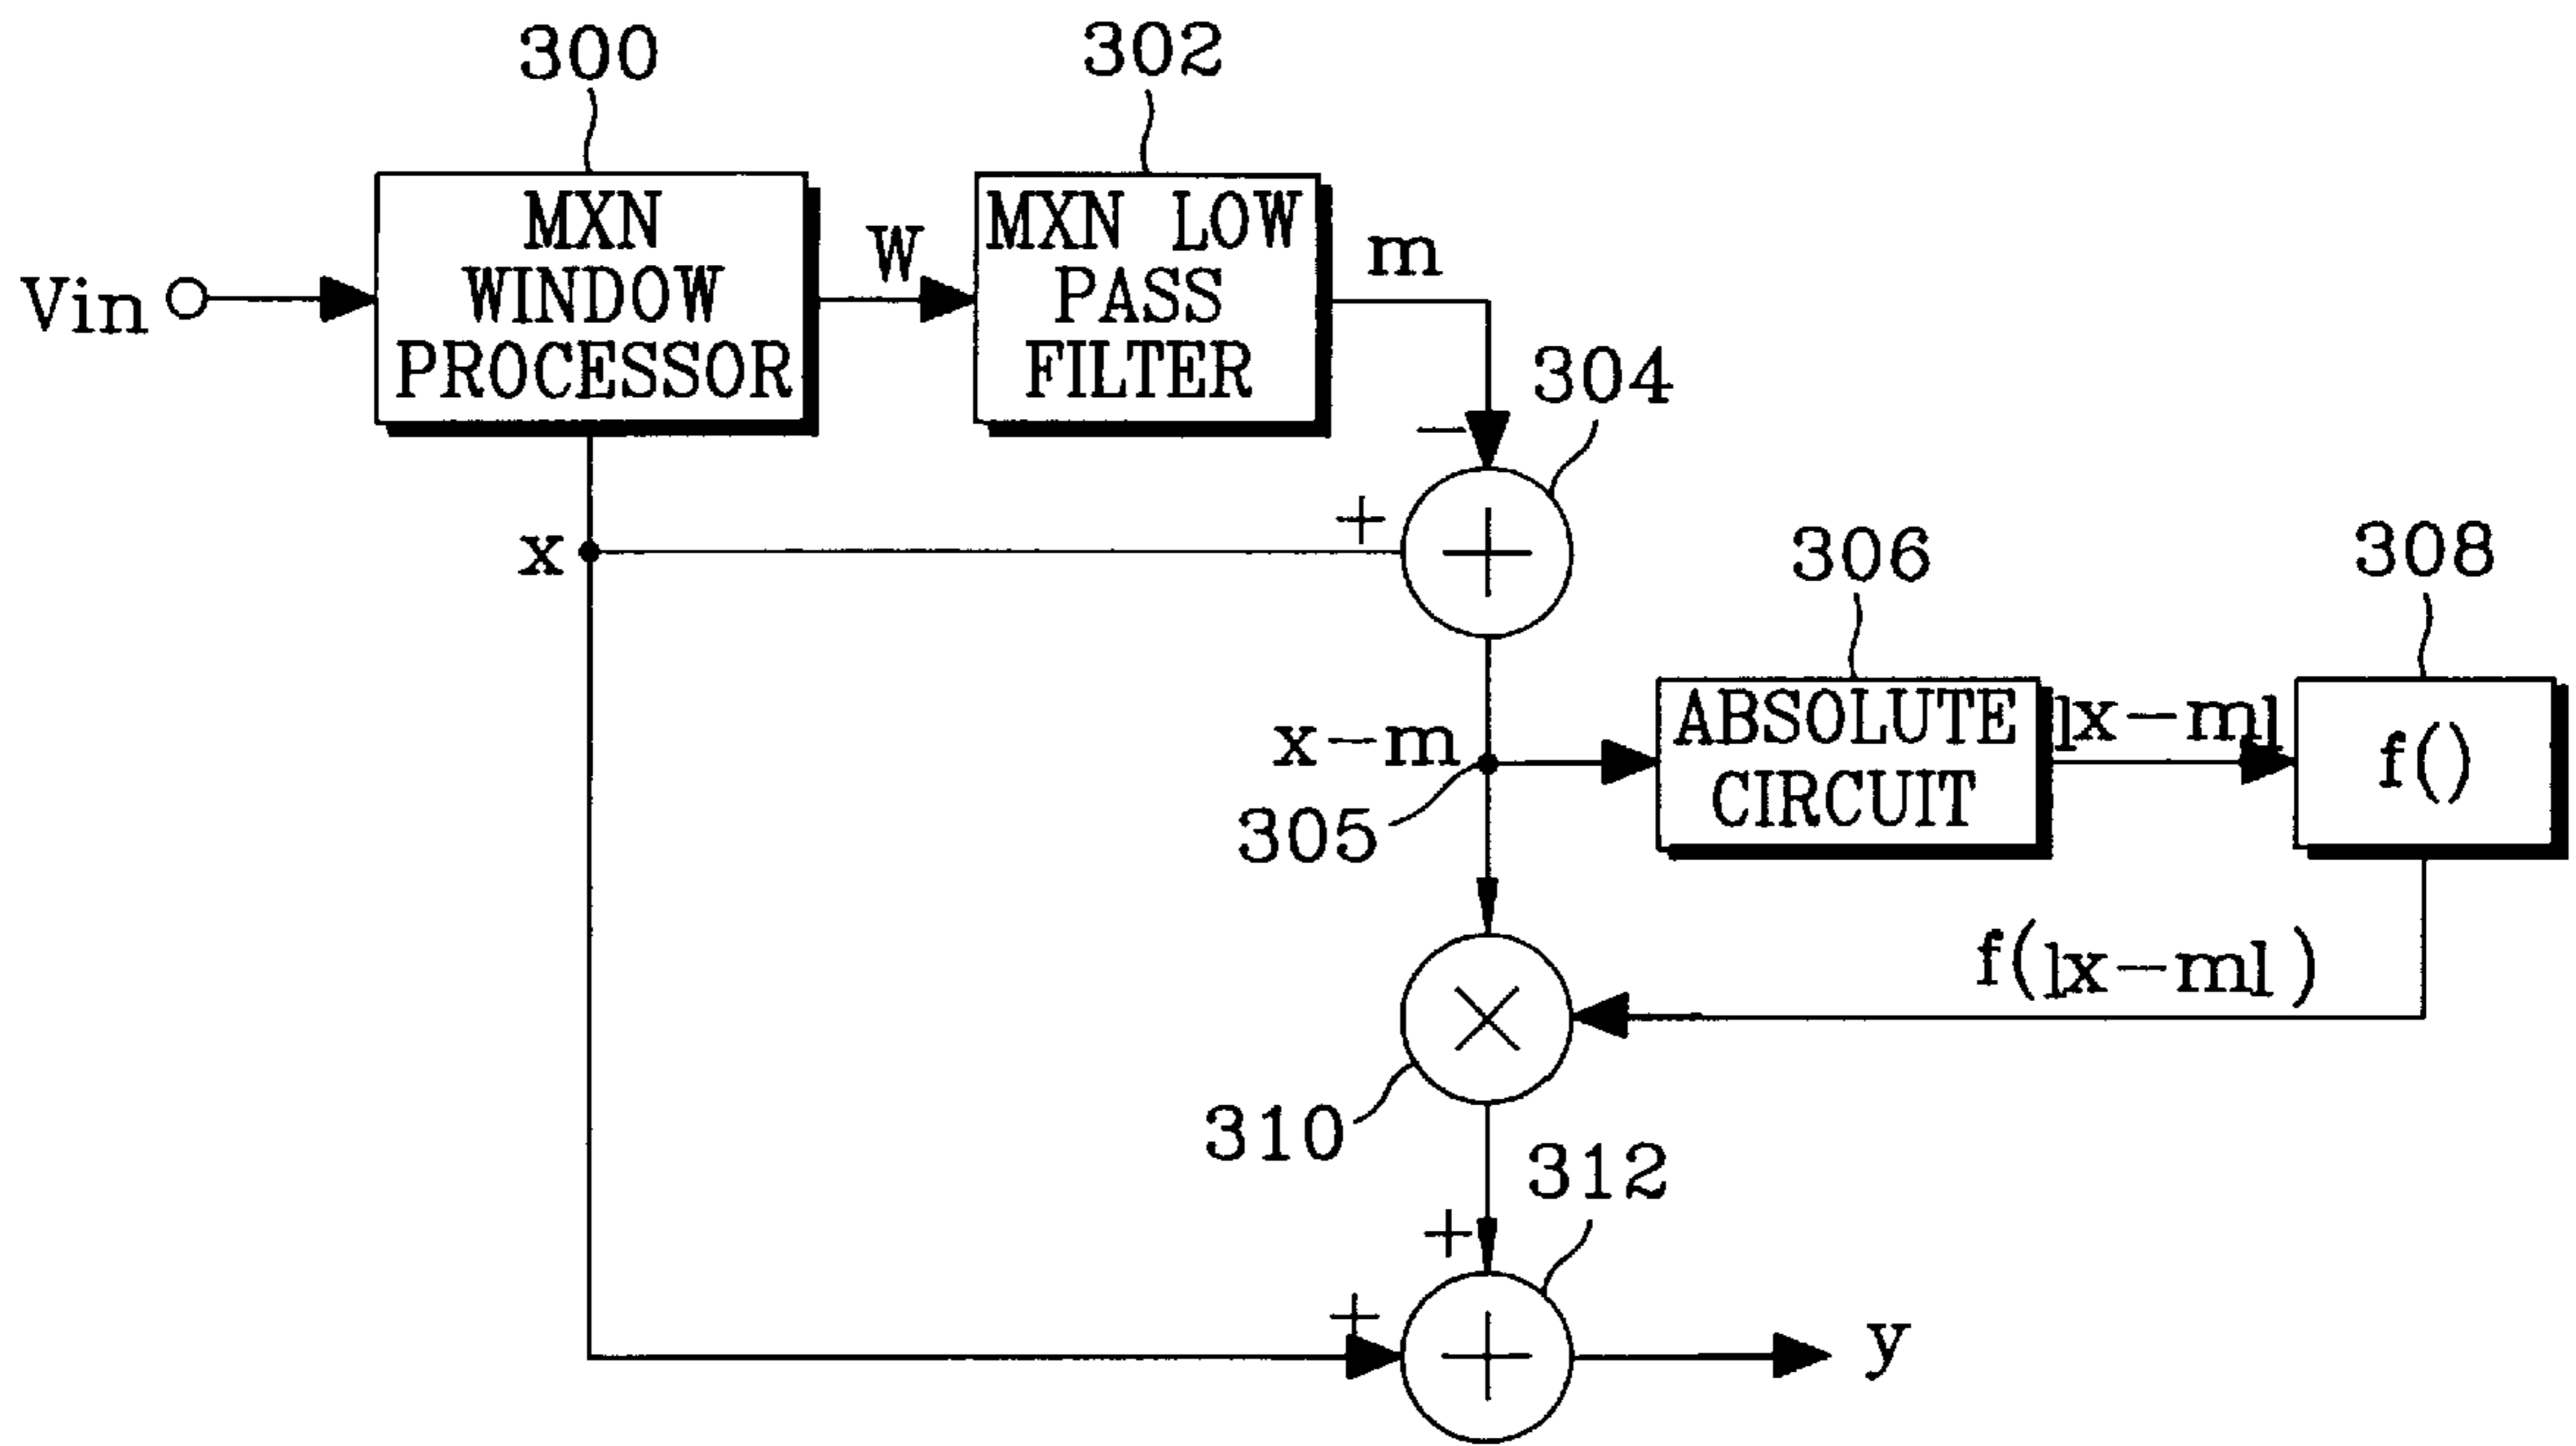 300
302
MXN
WINDOW
PROCESSOR
MXN LOW
PASS
FILTER
Vin
W
m
304
−
+
x
+
306
308
x−m
305
ABSOLUTE
CIRCUIT
|x−m|
f()
f(|x−m|)
×
310
312
+
+
+
y